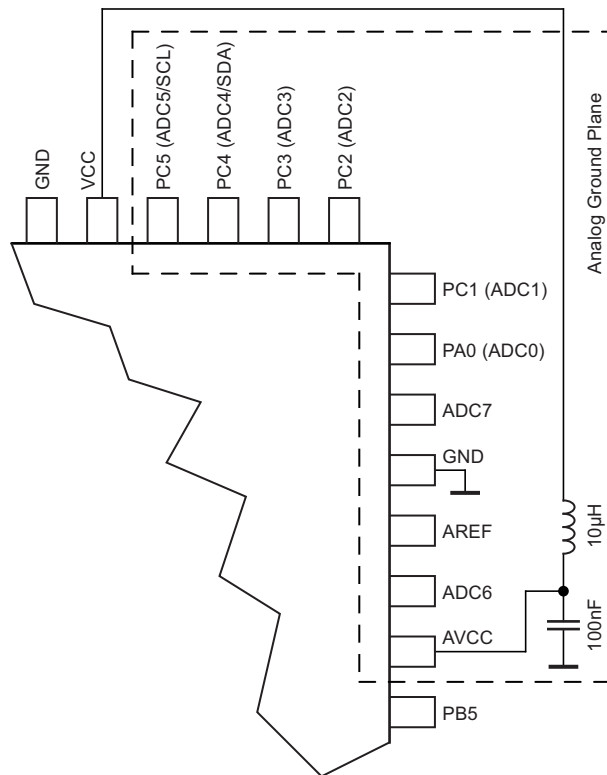 GND
VCC
PC5 (ADC5/SCL)
PC4 (ADC4/SDA)
PC3 (ADC3)
PC2 (ADC2)
Analog Ground Plane
PC1 (ADC1)
PA0 (ADC0)
ADC7
GND
AREF
ADC6
AVCC
PB5
10µH
100nF